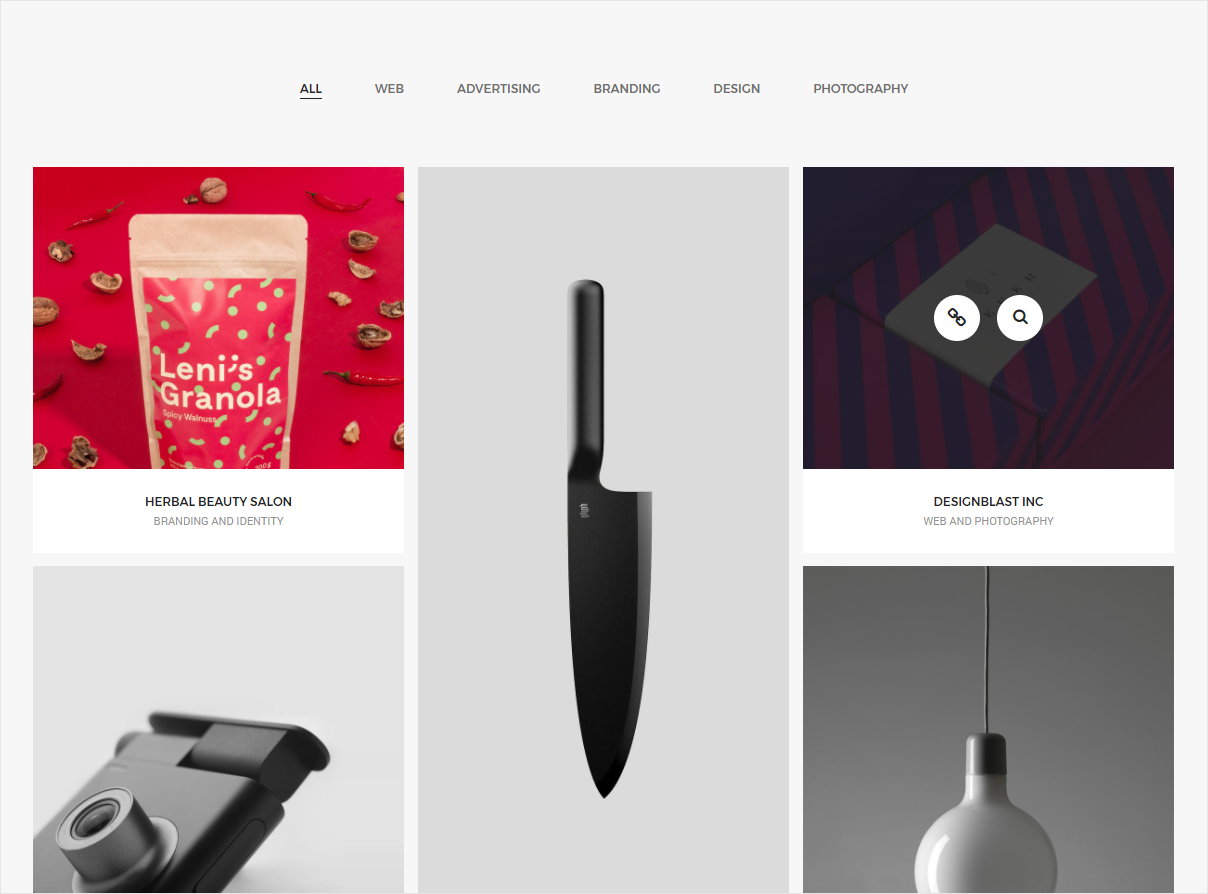 ALL WEB ADVERTISING BRANDING DESIGN PHOTOGRAPHY
Leni's
Granola
Spicy Walnuss
HERBAL BEAUTY SALON
BRANDING AND IDENTITY
DESIGNBLAST INC
WEB AND PHOTOGRAPHY